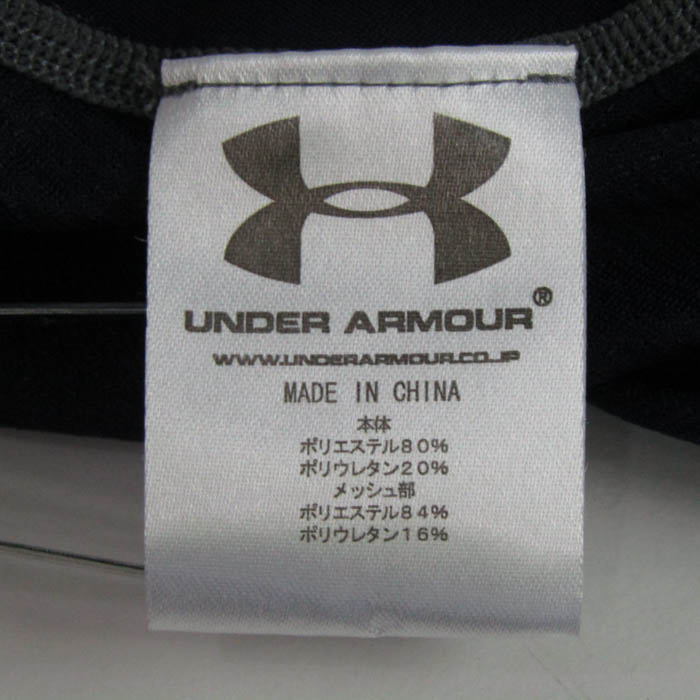 UNDER ARMOUR®
WWW.UNDERARMOUR.CO.JP
MADE IN CHINA
本体
ポリエステル80%
ポリウレタン20%
メッシュ部
ポリエステル84%
ポリウレタン16%